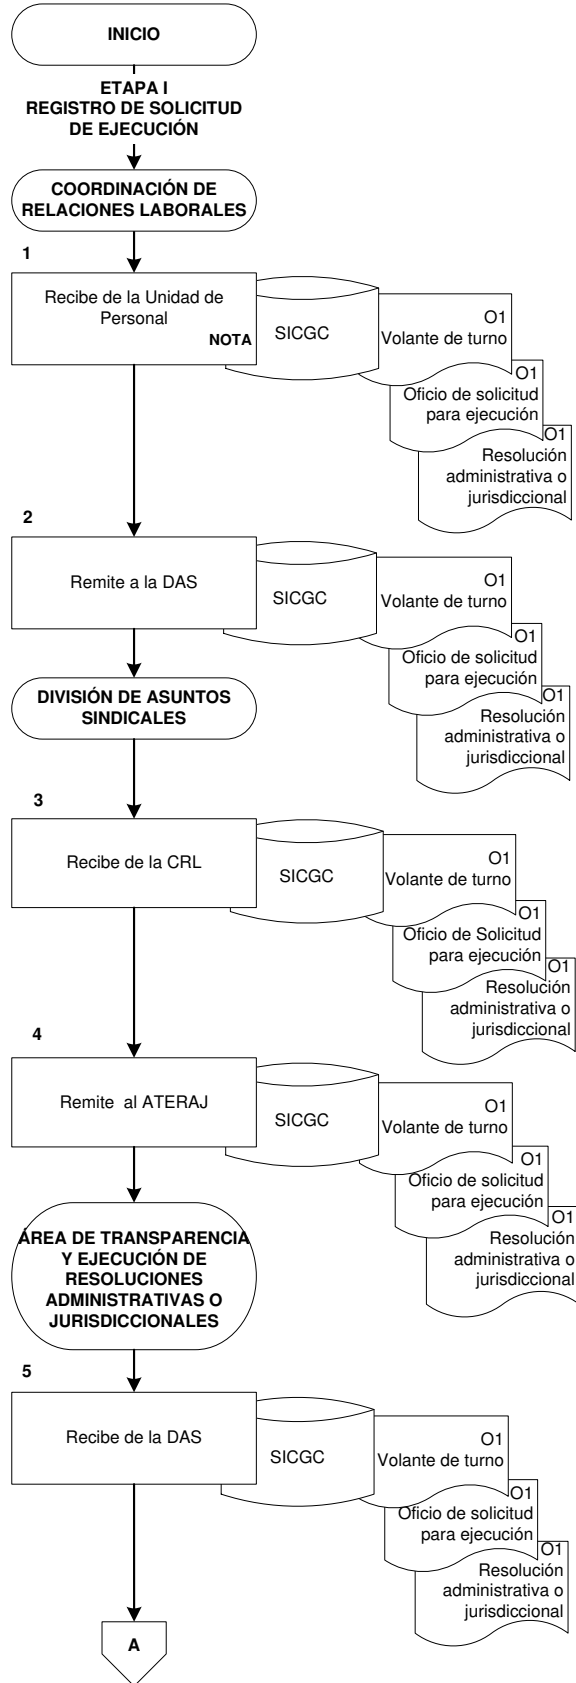 INICIO
ETAPA I
REGISTRO DE SOLICITUD
DE EJECUCIÓN
COORDINACIÓN DE
RELACIONES LABORALES
1
Recibe de la Unidad de
Personal
NOTA
SICGC
O1
Volante de turno
O1
Oficio de solicitud
para ejecución
O1
Resolución
administrativa o
jurisdiccional
2
Remite a la DAS
SICGC
O1
Volante de turno
O1
Oficio de solicitud
para ejecución
O1
Resolución
administrativa o
jurisdiccional
DIVISIÓN DE ASUNTOS
SINDICALES
3
Recibe de la CRL
SICGC
O1
Volante de turno
O1
Oficio de Solicitud
para ejecución
O1
Resolución
administrativa o
jurisdiccional
4
Remite al ATERAJ
SICGC
O1
Volante de turno
O1
Oficio de solicitud
para ejecución
O1
Resolución
administrativa o
jurisdiccional
ÁREA DE TRANSPARENCIA
Y EJECUCIÓN DE
RESOLUCIONES
ADMINISTRATIVAS O
JURISDICCIONALES
5
Recibe de la DAS
SICGC
O1
Volante de turno
O1
Oficio de solicitud
para ejecución
O1
Resolución
administrativa o
jurisdiccional
A